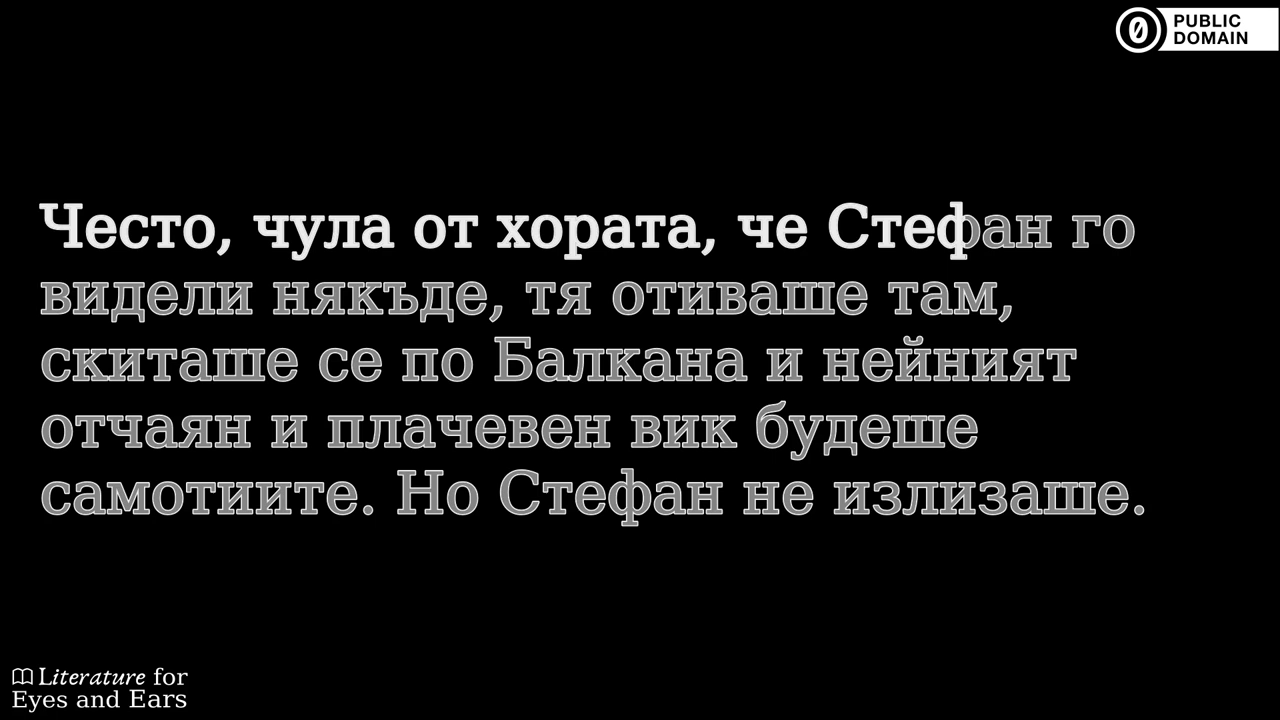 PUBLIC
DOMAIN
Често, чула от хората, че Стефан го
видели някъде, тя отиваше там,
скиташе се по Балкана и нейният
отчаян и плачевен вик будеше
самотиите. Но Стефан не излизаше.
Literature for
Eyes and Ears